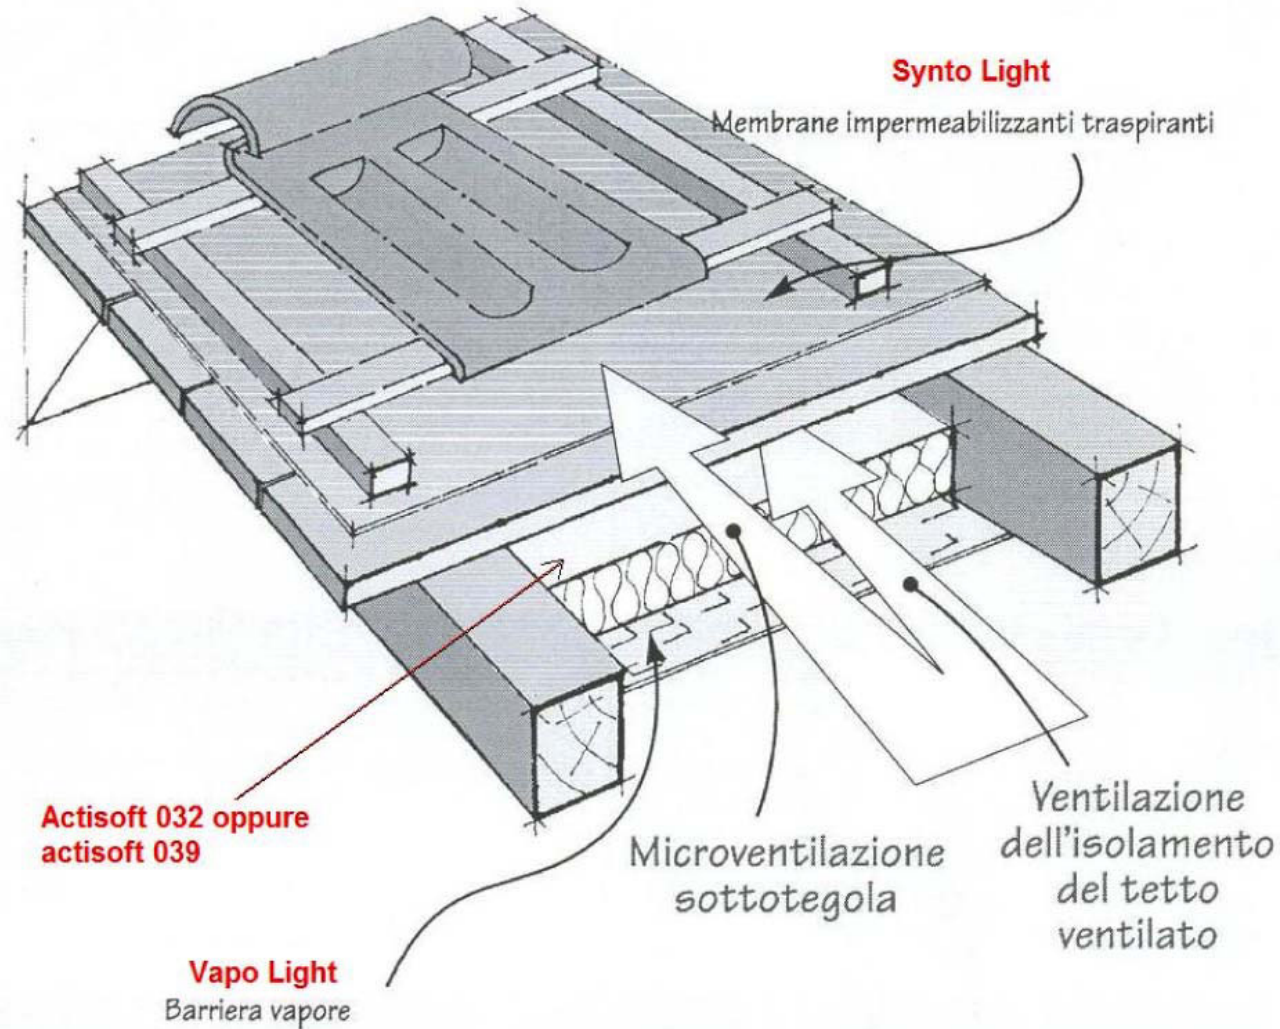 Synto Light
Membrane impermeabilizzanti traspiranti
Actisoft 032 oppure
actisoft 039
Microventilazione
sottotegola
Ventilazione
dell'isolamento
del tetto
ventilato
Vapo Light
Barriera vapore